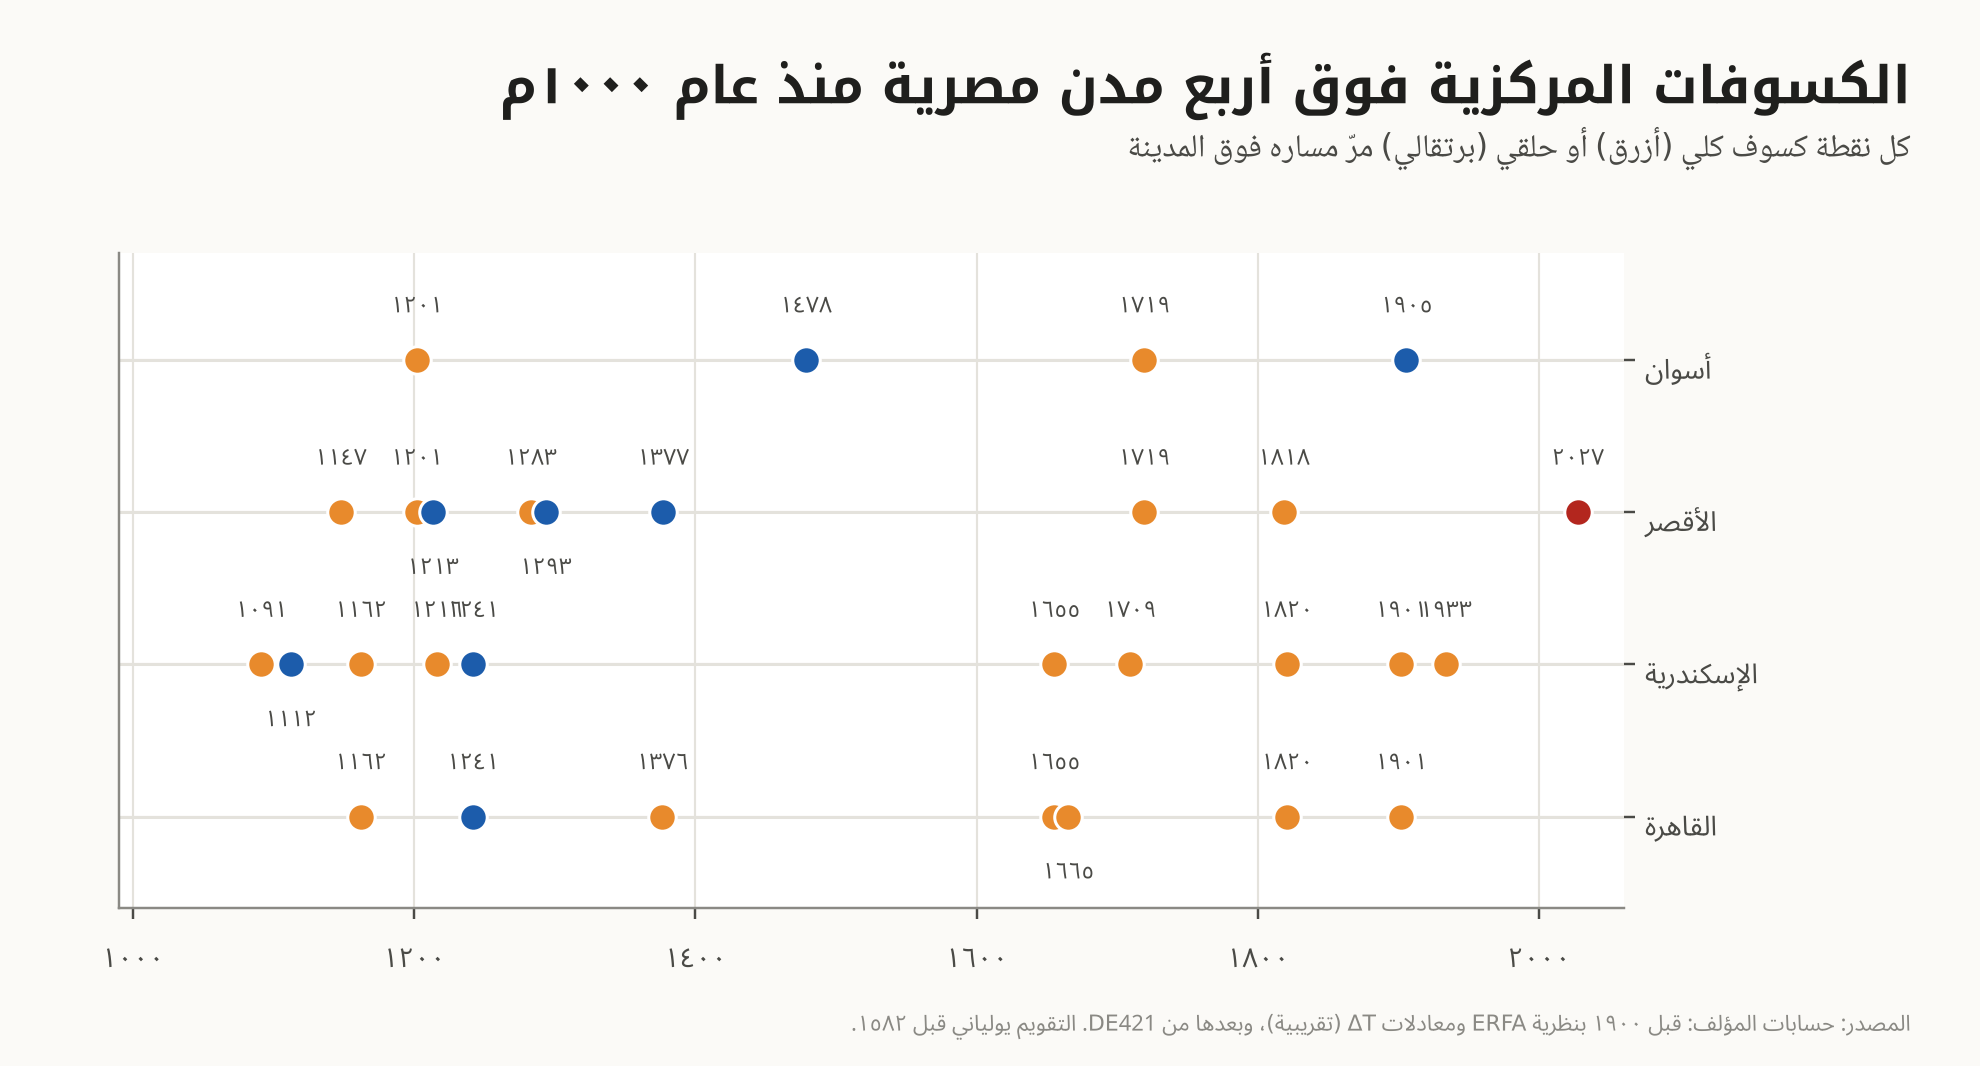 الكسوفات المركزية فوق أربع مدن مصرية منذ عام ١٠٠٠م
كل نقطة كسوف كلي (أزرق) أو حلقي (برتقالي) مرّ مساره فوق المدينة
١٢٠١ ١٤٧٨ ١٧١٩ ١٩٠٥
أسوان
١١٤٧ ١٢٠١ ١٢٨٣ ١٣٧٧ ١٧١٩ ١٨١٨ ٢٠٢٧
الأقصر
١٢١٣ ١٢٩٣
١٠٩١ ١١٦٢ ١٢١٦ ١٢٤١ ١٦٥٥ ١٧٠٩ ١٨٢٠ ١٩٠١ ١٩٣٣
الإسكندرية
١١١٢
١١٦٢ ١٢٤١ ١٣٧٦ ١٦٥٥ ١٨٢٠ ١٩٠١
القاهرة
١٦٦٥
١٠٠٠ ١٢٠٠ ١٤٠٠ ١٦٠٠ ١٨٠٠ ٢٠٠٠
المصدر: حسابات المؤلف: قبل ١٩٠٠ بنظرية ERFA ومعادلات ΔT (تقريبية)، وبعدها من DE421. التقويم يولياني قبل ١٥٨٢.